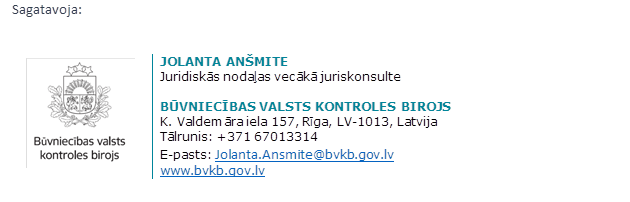 Sagatavoja:
Būvniecības valsts
kontroles birojs
JOLANTA ANŠMITE
Juridiskās nodaļas vecākā juriskonsulte
BŪVNIECĪBAS VALSTS KONTROLES BIROJS
K. Valdemāra iela 157, Rīga, LV-1013, Latvija
Tālrunis: +371 67013314
E-pasts: Jolanta.Ansmite@bvkb.gov.lv
www.bvkb.gov.lv